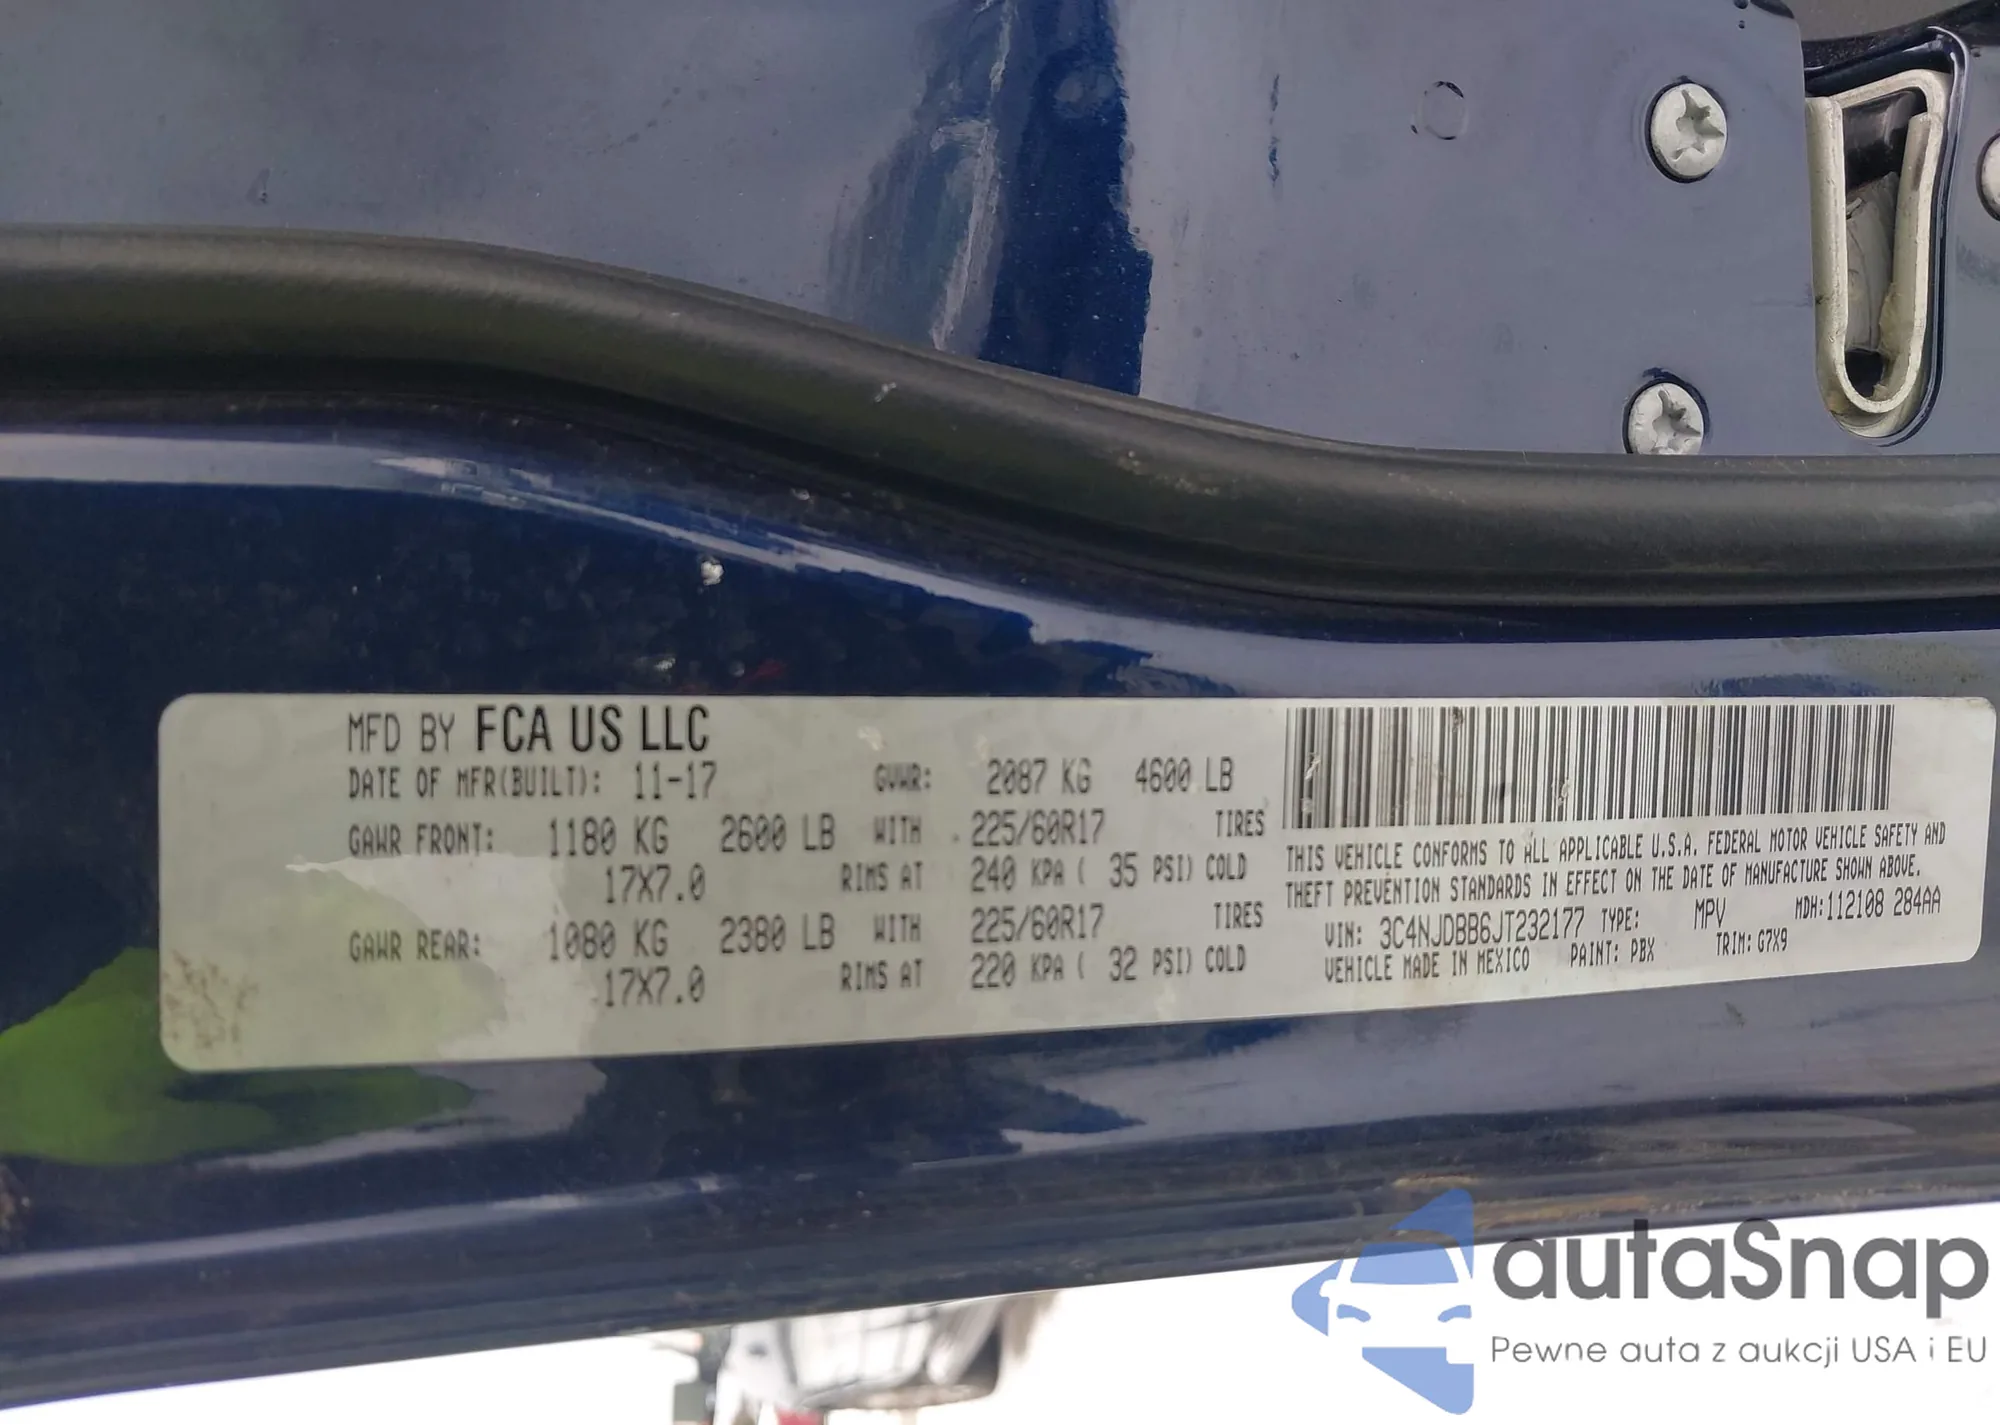 MFD BY FCA US LLC
DATE OF MFR(BUILT): 11-17 GVWR: 2087 KG 4600 LB
GAWR FRONT: 1180 KG 2600 LB WITH 225/60R17 TIRES
17X7.0 RIMS AT 240 KPA ( 35 PSI) COLD
GAWR REAR: 1080 KG 2380 LB WITH 225/60R17 TIRES
17X7.0 RIMS AT 220 KPA ( 32 PSI) COLD
THIS VEHICLE CONFORMS TO ALL APPLICABLE U.S.A. FEDERAL MOTOR VEHICLE SAFETY AND
THEFT PREVENTION STANDARDS IN EFFECT ON THE DATE OF MANUFACTURE SHOWN ABOVE.
VIN: 3C4NJDBB6JT232177 TYPE: MPV MDH:112108 284AA
VEHICLE MADE IN MEXICO PAINT: PBX TRIM: G7X9
autaSnap
Pewne auta z aukcji USA i EU